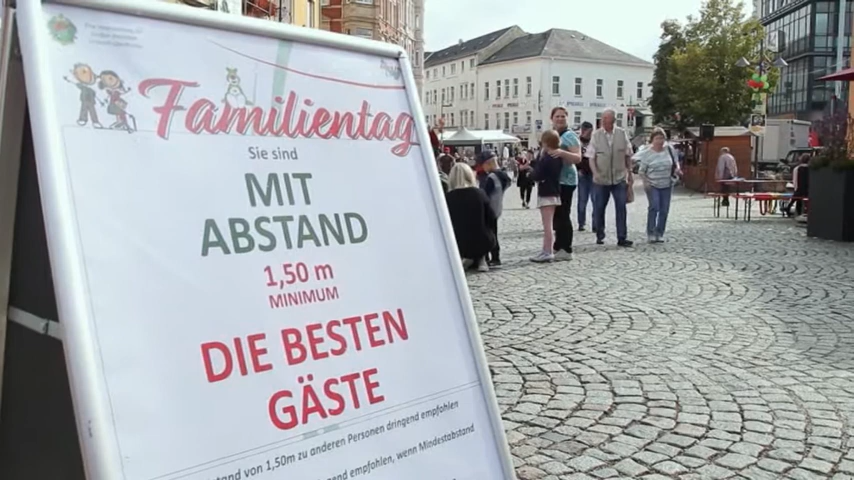 Familientag
Sie sind
MIT
ABSTAND
1,50 m
MINIMUM
DIE BESTEN
GÄSTE
stand von 1,50m zu anderen Personen dringend empfohlen
empfohlen, wenn Mindestabstand